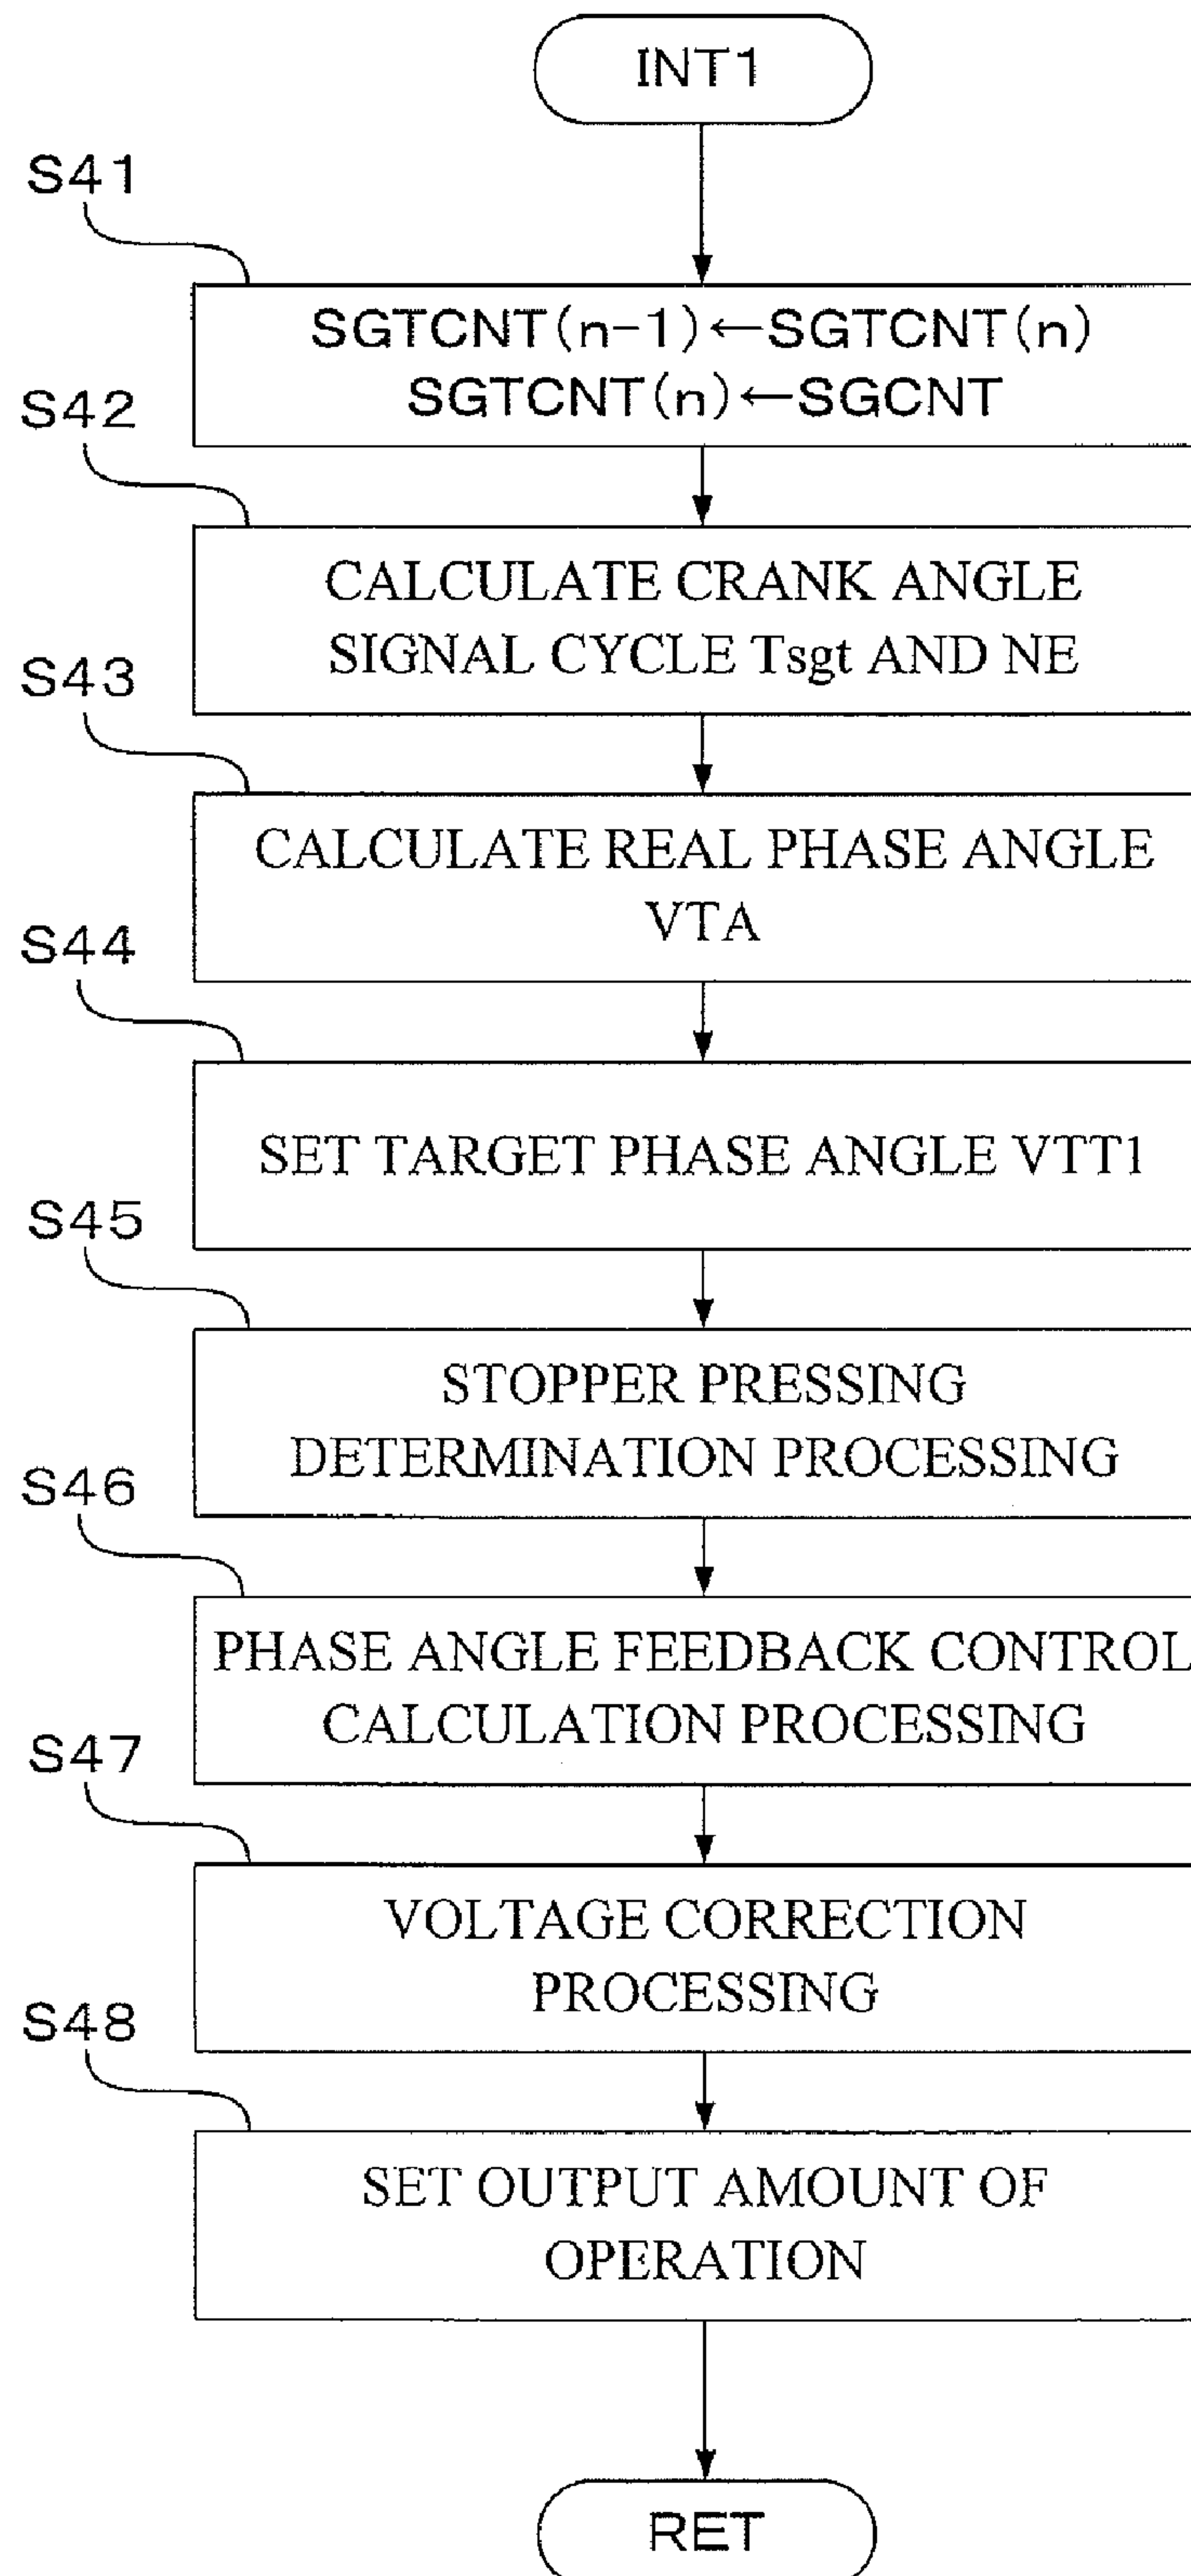 INT1
S41
SGTCNT(n-1)←SGTCNT(n)
SGTCNT(n)←SGCNT
S42
CALCULATE CRANK ANGLE
SIGNAL CYCLE Tsgt AND NE
S43
CALCULATE REAL PHASE ANGLE
VTA
S44
SET TARGET PHASE ANGLE VTT1
S45
STOPPER PRESSING
DETERMINATION PROCESSING
S46
PHASE ANGLE FEEDBACK CONTROL
CALCULATION PROCESSING
S47
VOLTAGE CORRECTION
PROCESSING
S48
SET OUTPUT AMOUNT OF
OPERATION
RET